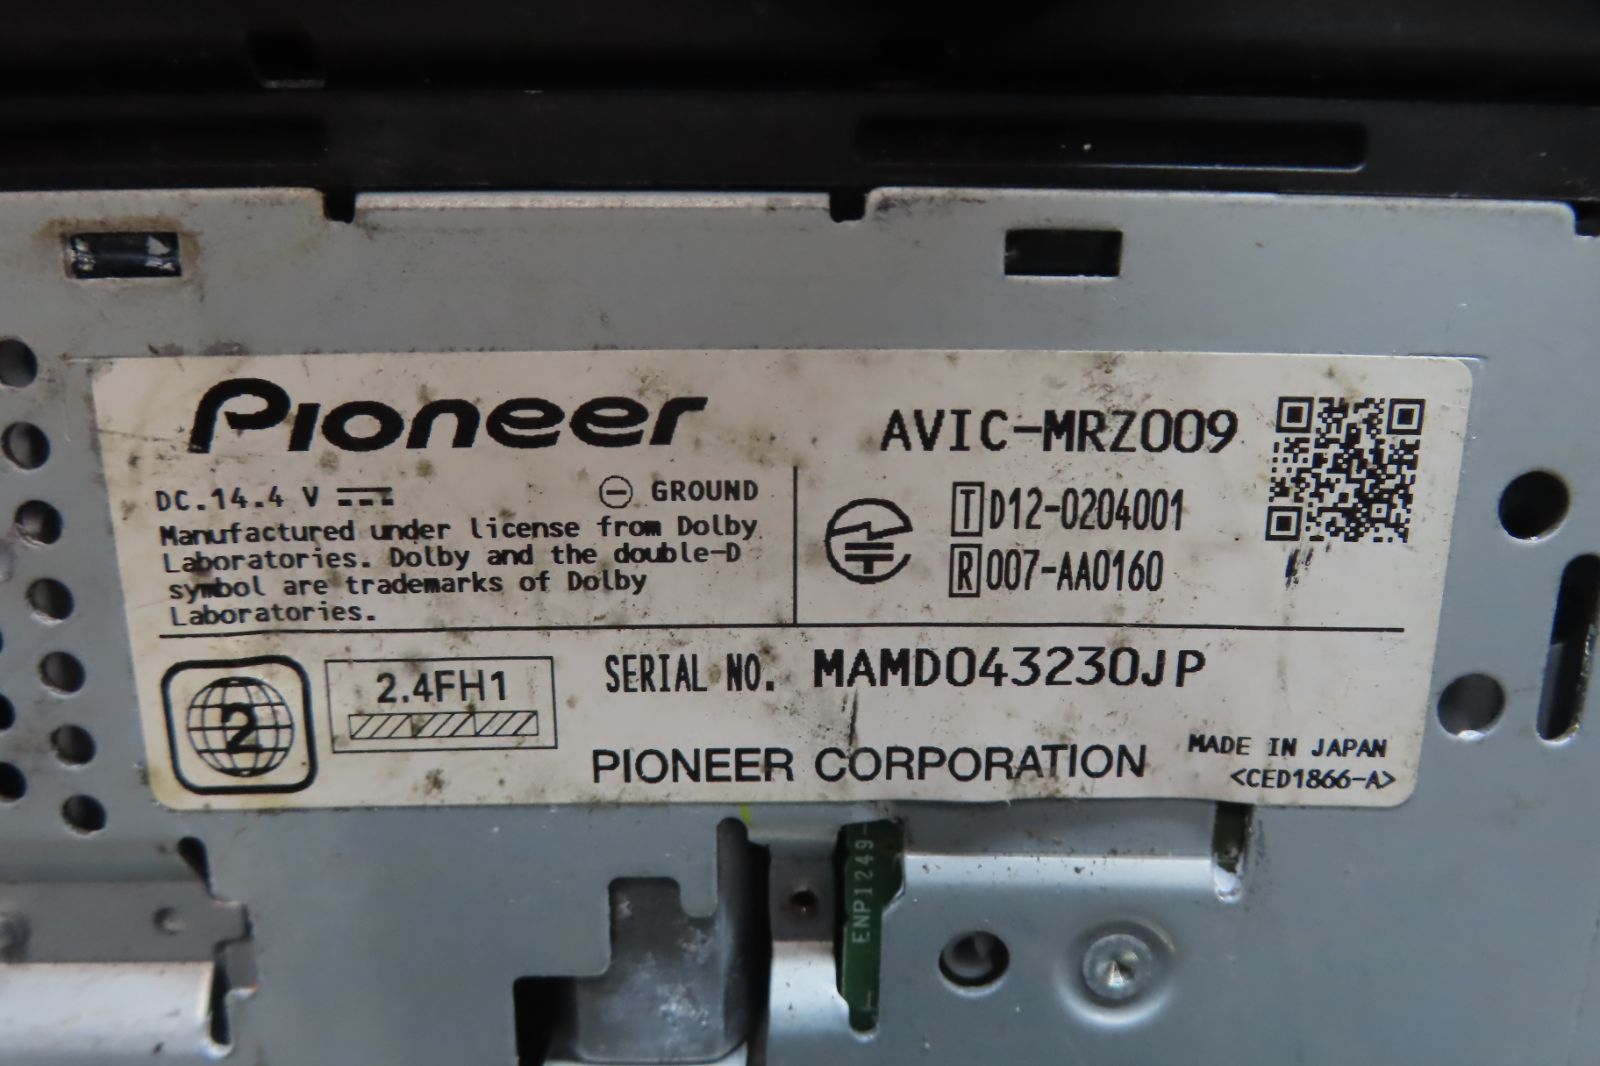 Pioneer
AVIC-MRZ009
DC.14.4 V
GROUND
Manufactured under license from Dolby
Laboratories. Dolby and the double-D
symbol are trademarks of Dolby
Laboratories.
T D12-0204001
R 007-AA0160
2
2.4FH1
SERIAL NO. MAMD043230JP
PIONEER CORPORATION
MADE IN JAPAN
<CED1866-A>
ENP1249-